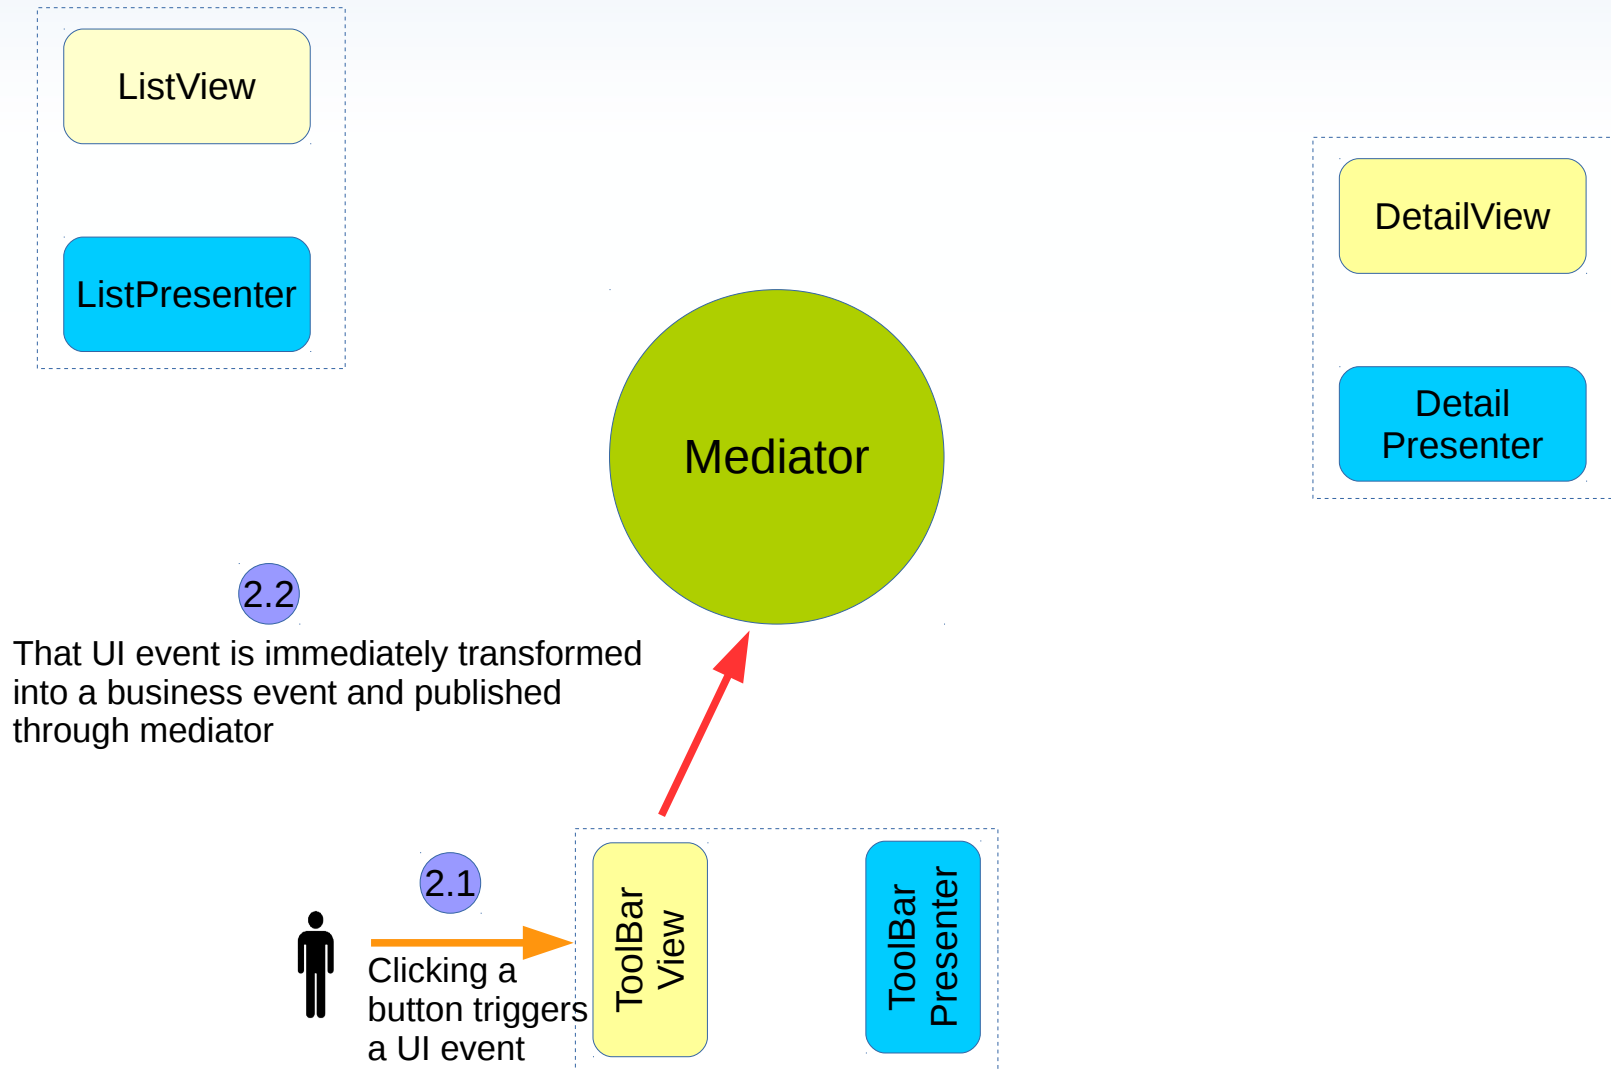 ListView
ListPresenter
DetailView
Detail
Presenter
Mediator
2.2
That UI event is immediately transformed
into a business event and published
through mediator
2.1
Clicking a
button triggers
a UI event
ToolBar
View
ToolBar
Presenter